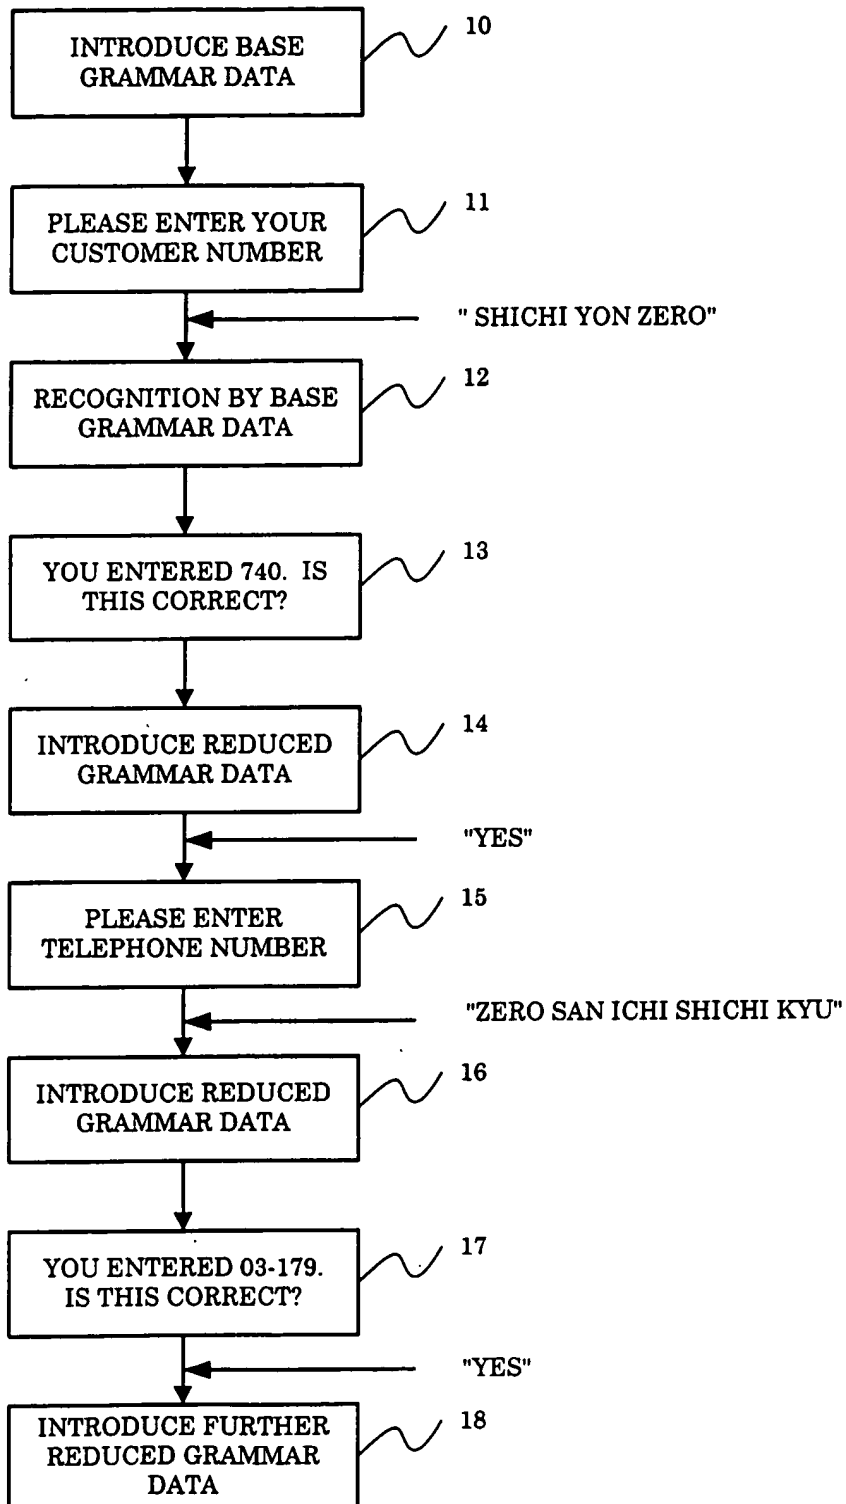 INTRODUCE BASE
GRAMMAR DATA
10
PLEASE ENTER YOUR
CUSTOMER NUMBER
11
" SHICHI YON ZERO"
RECOGNITION BY BASE
GRAMMAR DATA
12
YOU ENTERED 740. IS
THIS CORRECT?
13
INTRODUCE REDUCED
GRAMMAR DATA
14
"YES"
PLEASE ENTER
TELEPHONE NUMBER
15
"ZERO SAN ICHI SHICHI KYU"
INTRODUCE REDUCED
GRAMMAR DATA
16
YOU ENTERED 03-179.
IS THIS CORRECT?
17
"YES"
INTRODUCE FURTHER
REDUCED GRAMMAR
DATA
18